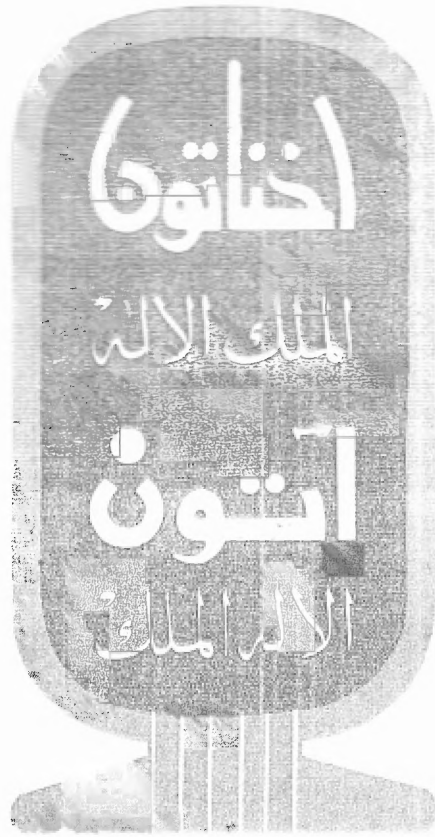 اخناتون
الملك الإله
آتون
الإله الملك